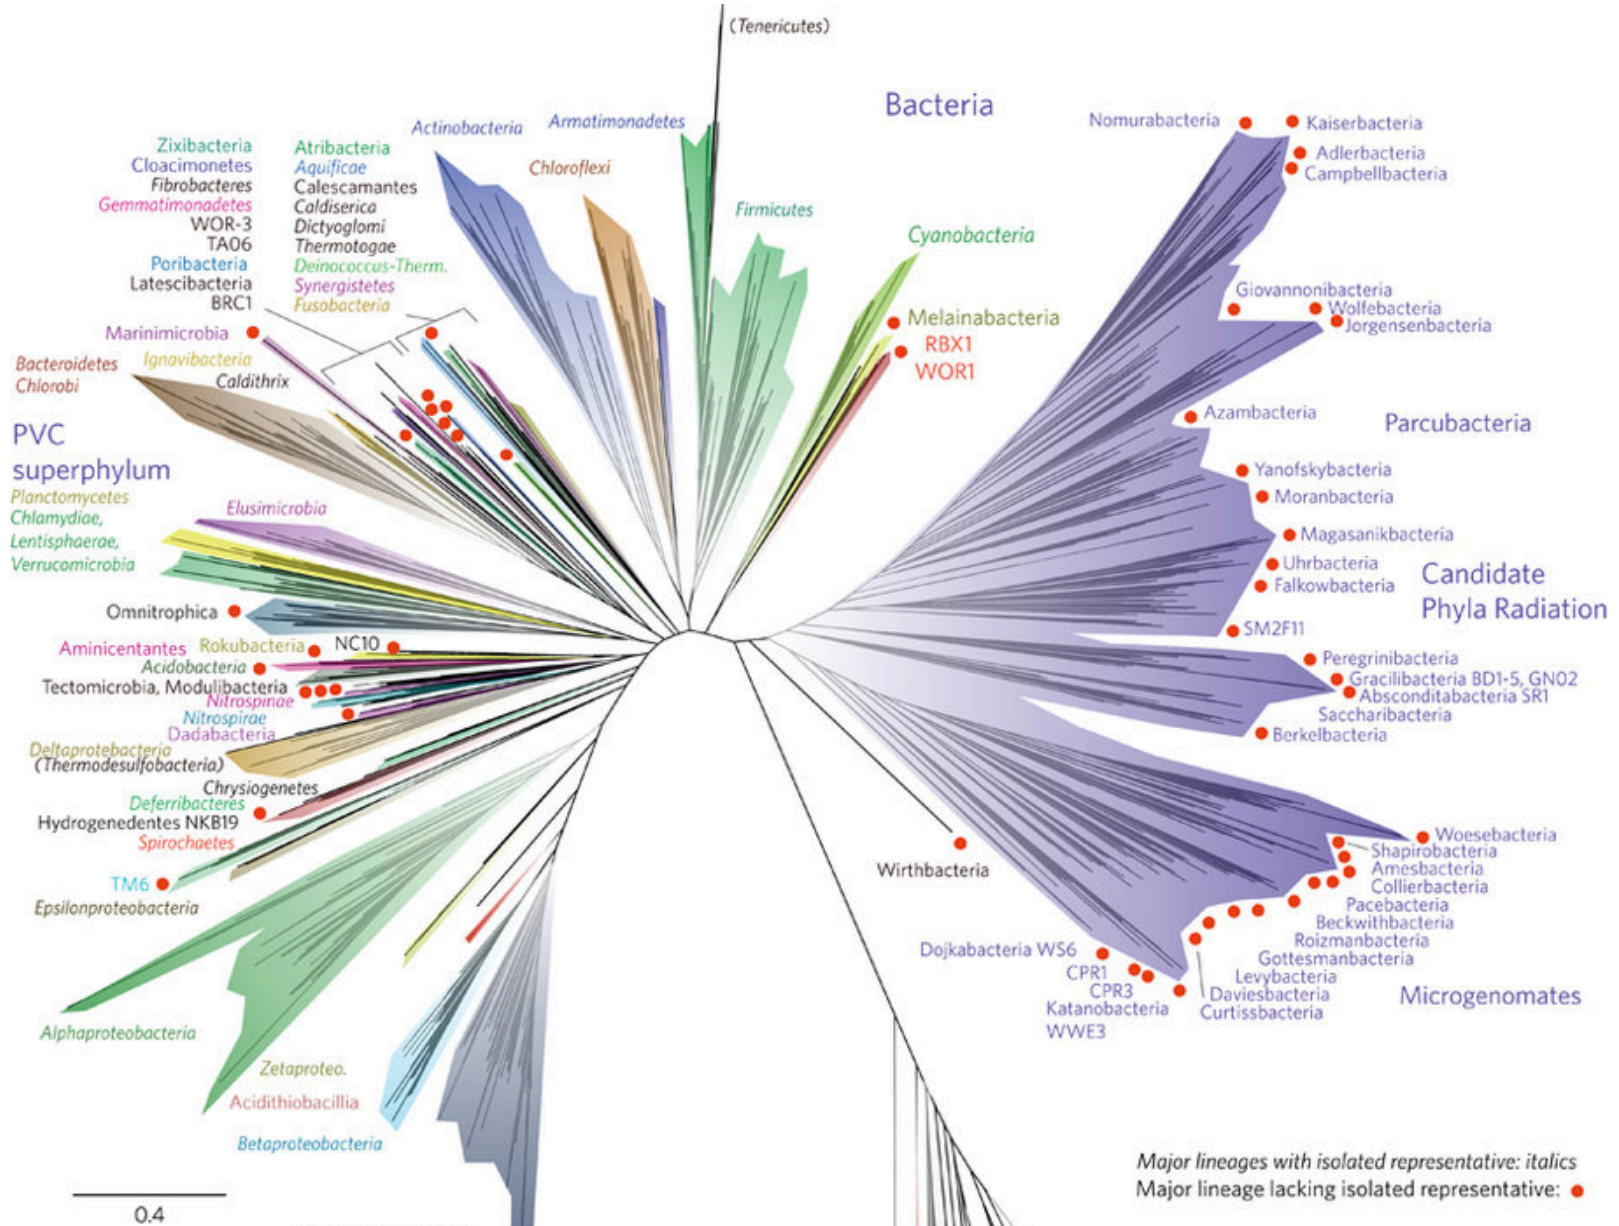 (Tenericutes)
Bacteria
Actinobacteria
Armatimonadetes
Chloroflexi
Firmicutes
Cyanobacteria
Melainabacteria
RBX1
WOR1
Zixibacteria
Cloacimonetes
Fibrobacteres
Gemmatimonadetes
WOR-3
TA06
Poribacteria
Latescibacteria
BRC1
Atribacteria
Aquificae
Calescamantes
Caldiserica
Dictyoglomi
Thermotogae
Deinococcus-Therm.
Synergistetes
Fusobacteria
Marinimicrobia
Bacteroidetes
Chlorobi
Ignavibacteria
Caldithrix
PVC
superphylum
Planctomycetes
Chlamydiae,
Lentisphaerae,
Verrucomicrobia
Elusimicrobia
Omnitrophica
Aminicentantes
Rokubacteria
NC10
Acidobacteria
Tectomicrobia, Modulibacteria
Nitrospinae
Nitrospirae
Dadabacteria
Deltaprotebacteria
(Thermodesulfobacteria)
Chrysiogenetes
Deferribacteres
Hydrogenedentes NKB19
Spirochaetes
TM6
Epsilonproteobacteria
Alphaproteobacteria
Zetaproteo.
Acidithiobacillia
Betaproteobacteria
0.4
Nomurabacteria
Kaiserbacteria
Adlerbacteria
Campbellbacteria
Giovannonibacteria
Wolfebacteria
Jorgensenbacteria
Azambacteria
Parcubacteria
Yanofskybacteria
Moranbacteria
Magasanikbacteria
Uhrbacteria
Falkowbacteria
Candidate
Phyla Radiation
SM2F11
Peregrinibacteria
Gracilibacteria BD1-5, GN02
Absconditabacteria SR1
Saccharibacteria
Berkelbacteria
Woesebacteria
Shapirobacteria
Amesbacteria
Collierbacteria
Pacebacteria
Beckwithbacteria
Roizmanbacteria
Gottesmanbacteria
Levybacteria
Daviesbacteria
Curtissbacteria
Microgenomates
Wirthbacteria
Dojkabacteria WS6
CPR1
CPR3
Katanobacteria
WWE3
Major lineages with isolated representative: italics
Major lineage lacking isolated representative: